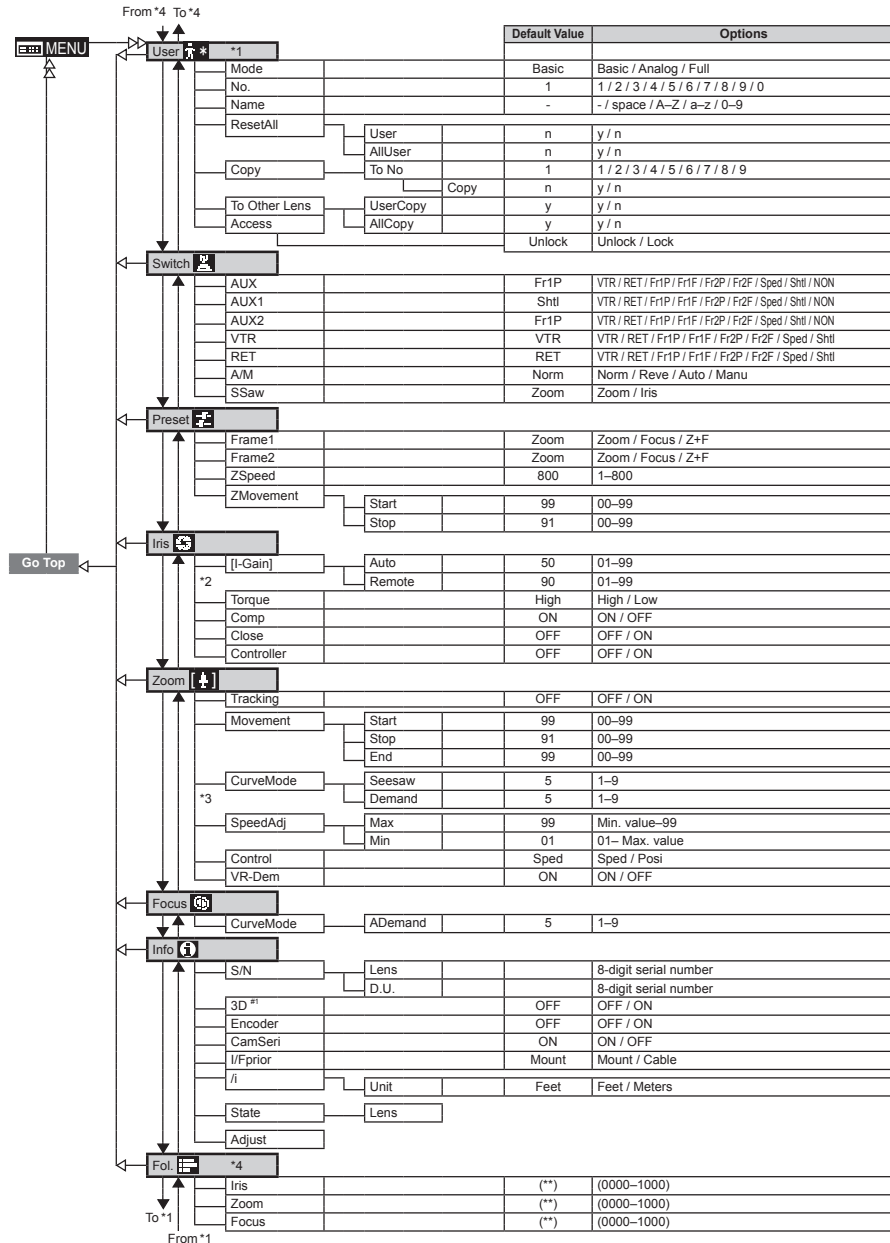 From *4 To *4
Default Value Options
MENU
User *1
Mode Basic Basic / Analog / Full
No. 1 1 / 2 / 3 / 4 / 5 / 6 / 7 / 8 / 9 / 0
Name - - / space / A–Z / a–z / 0–9
ResetAll
User n y / n
AllUser n y / n
Copy To No 1 1 / 2 / 3 / 4 / 5 / 6 / 7 / 8 / 9
Copy n y / n
To Other Lens UserCopy y y / n
Access AllCopy y y / n
Unlock Unlock / Lock
Switch
AUX Fr1P VTR / RET / Fr1P / Fr1F / Fr2P / Fr2F / Sped / Shtl / NON
AUX1 Shtl VTR / RET / Fr1P / Fr1F / Fr2P / Fr2F / Sped / Shtl / NON
AUX2 Fr1P VTR / RET / Fr1P / Fr1F / Fr2P / Fr2F / Sped / Shtl / NON
VTR VTR VTR / RET / Fr1P / Fr1F / Fr2P / Fr2F / Sped / Shtl
RET RET VTR / RET / Fr1P / Fr1F / Fr2P / Fr2F / Sped / Shtl
A/M Norm Norm / Reve / Auto / Manu
SSaw Zoom Zoom / Iris
Preset
Frame1 Zoom Zoom / Focus / Z+F
Frame2 Zoom Zoom / Focus / Z+F
ZSpeed 800 1–800
ZMovement
Start 99 00–99
Stop 91 00–99
Iris
Go Top
[I-Gain] Auto 50 01–99
*2 Remote 90 01–99
Torque High High / Low
Comp ON ON / OFF
Close OFF OFF / ON
Controller OFF OFF / ON
Zoom
Tracking OFF OFF / ON
Movement Start 99 00–99
Stop 91 00–99
End 99 00–99
CurveMode Seesaw 5 1–9
*3 Demand 5 1–9
SpeedAdj Max 99 Min. value–99
Min 01 01– Max. value
Control Sped Sped / Posi
VR-Dem ON ON / OFF
Focus
CurveMode ADemand 5 1–9
Info
S/N Lens 8-digit serial number
D.U. 8-digit serial number
3D #1 OFF OFF / ON
Encoder OFF OFF / ON
CamSeri ON ON / OFF
I/Fprior Mount Mount / Cable
/i
Unit Feet Feet / Meters
State Lens
Adjust
Fol. *4
Iris (**) (0000–1000)
Zoom (**) (0000–1000)
Focus (**) (0000–1000)
To *1
From *1